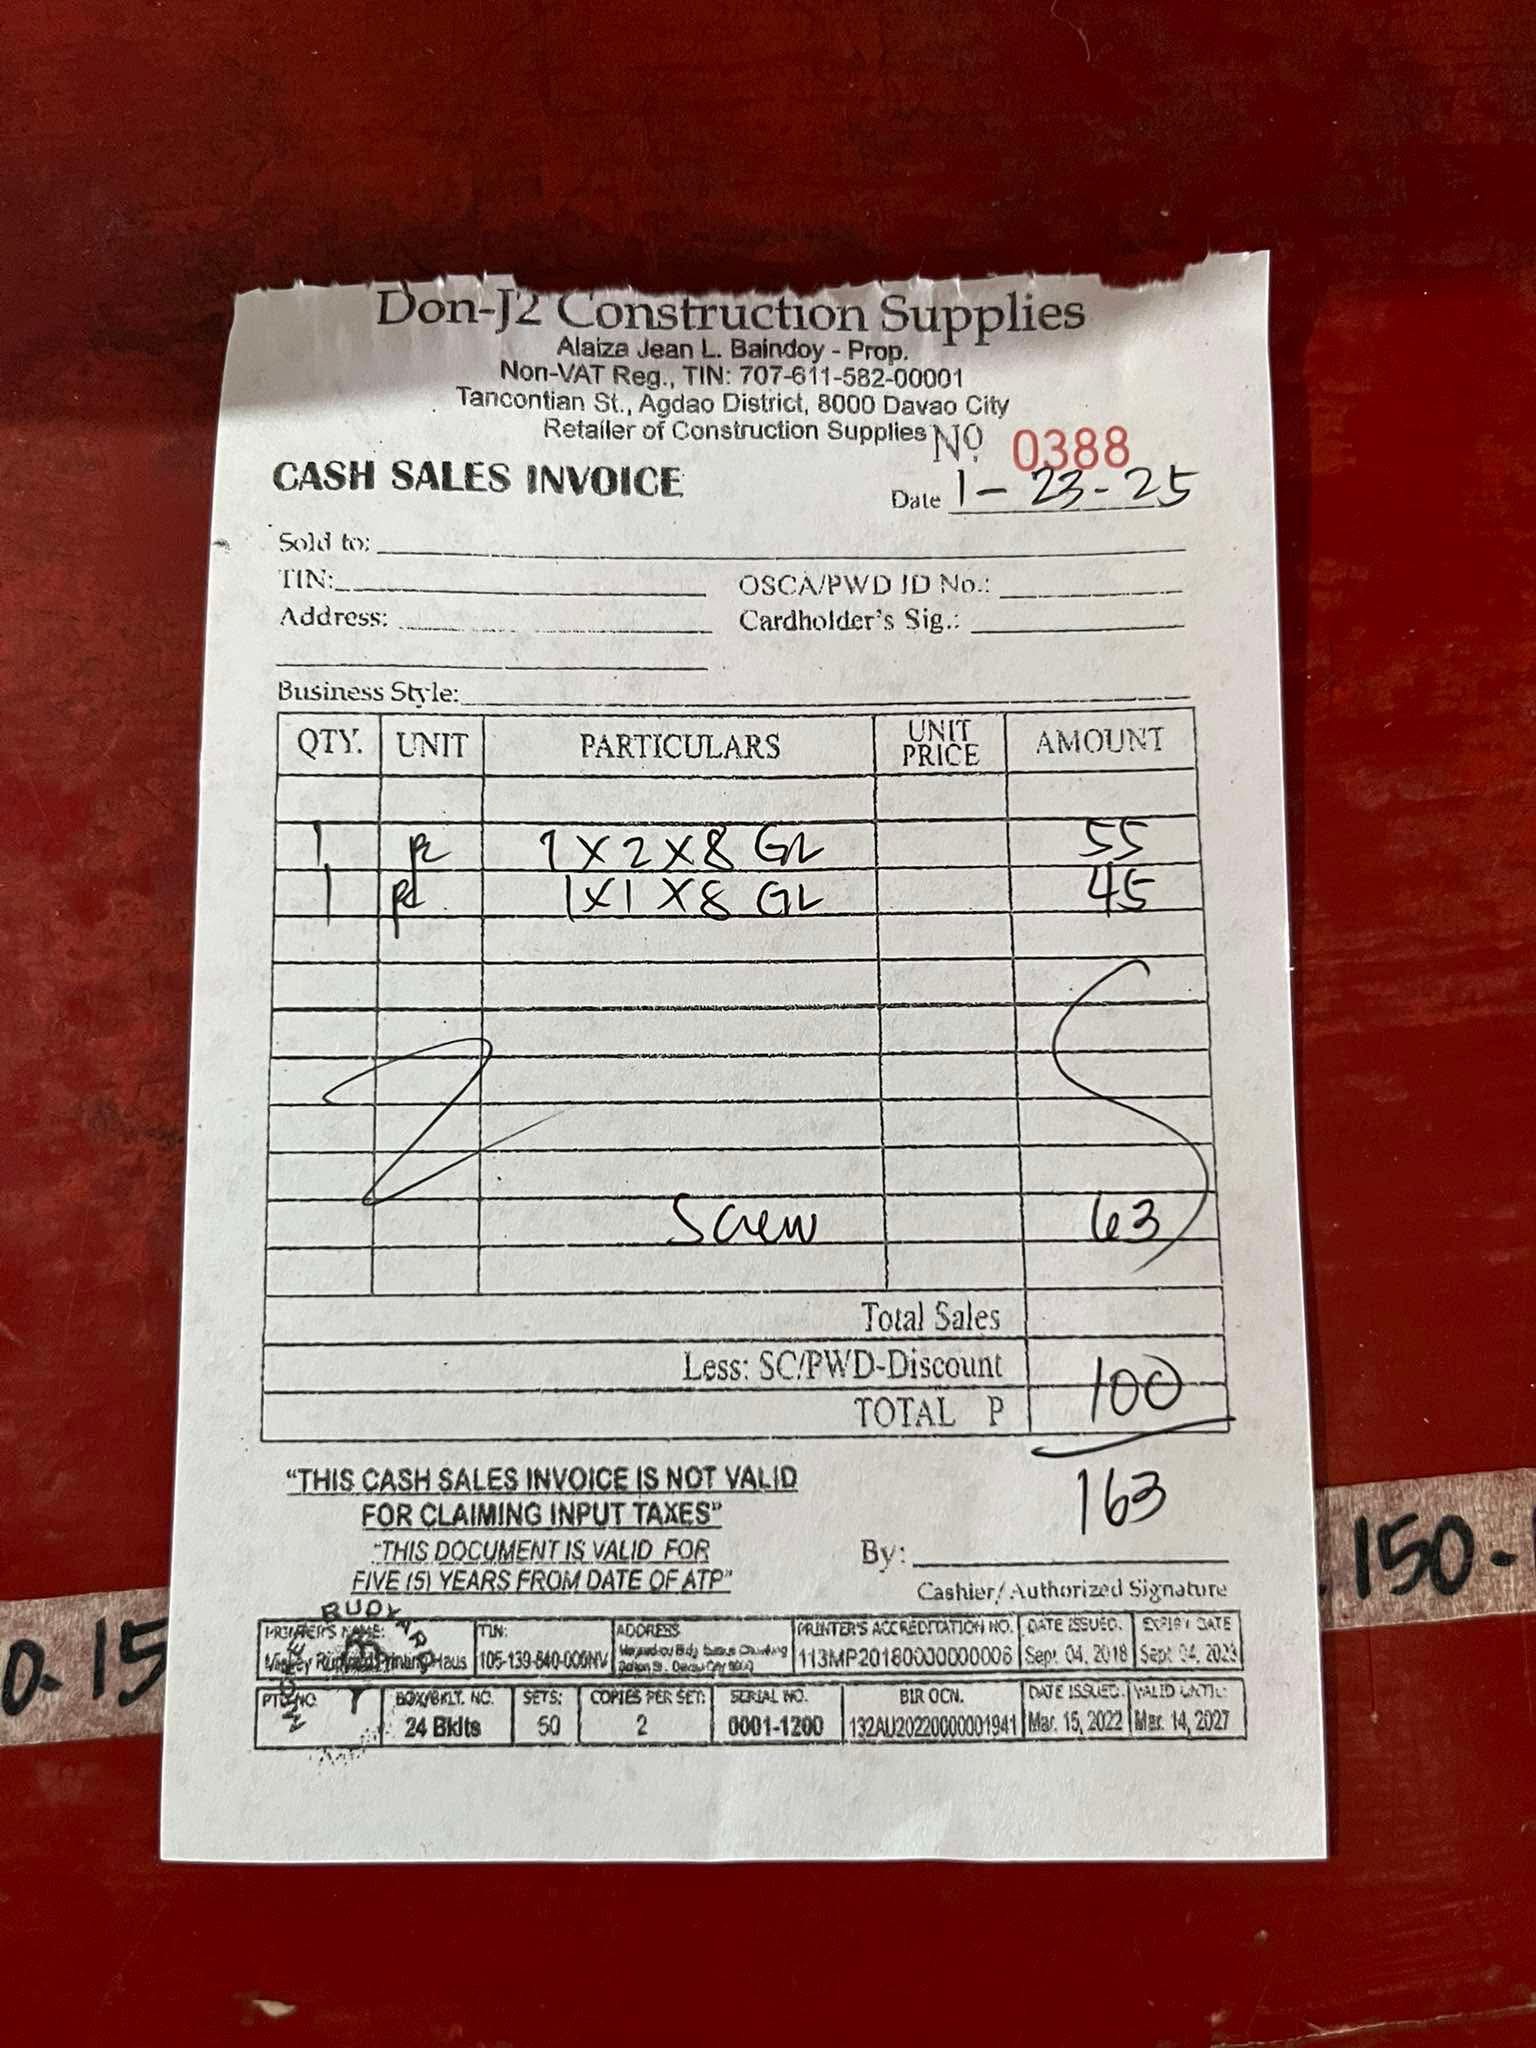 Don-J2 Construction Supplies
Alaiza Jean L. Baindoy - Prop.
Non-VAT Reg., TIN: 707-611-582-00001
Tancontian St., Agdao District, 8000 Davao City
Retailer of Construction Supplies
Nº 0388
CASH SALES INVOICE
Date 1-23-25
Sold to:
TIN: OSCA/PWD ID No.:
Address: Cardholder's Sig.:
Business Style:
QTY. UNIT PARTICULARS UNIT PRICE AMOUNT
1 pc 1x2x8 GL 55
1 pc 1x1x8 GL 45
Screw 63
Total Sales
Less: SC/PWD-Discount 100
TOTAL P
163
"THIS CASH SALES INVOICE IS NOT VALID
FOR CLAIMING INPUT TAXES"
"THIS DOCUMENT IS VALID FOR
FIVE (5) YEARS FROM DATE OF ATP"
By:
Cashier/Authorized Signature
PRINTER'S NAME: TIN: ADDRESS PRINTER'S ACCREDITATION NO. DATE ISSUED. EXPIRY DATE
Printing Haus 105-139-840-000NV 113MP20180000000006 Sept. 04, 2018 Sept. 04, 2023
PTU NO. BOX/BKLT. NO. SETS: COPIES PER SET: SERIAL NO. BIR OCN. DATE ISSUED: VALID UNTIL:
24 Bklts 50 2 0001-1200 132AU20220000001941 Mar. 15, 2022 Mar. 14, 2027
0.15
.150-